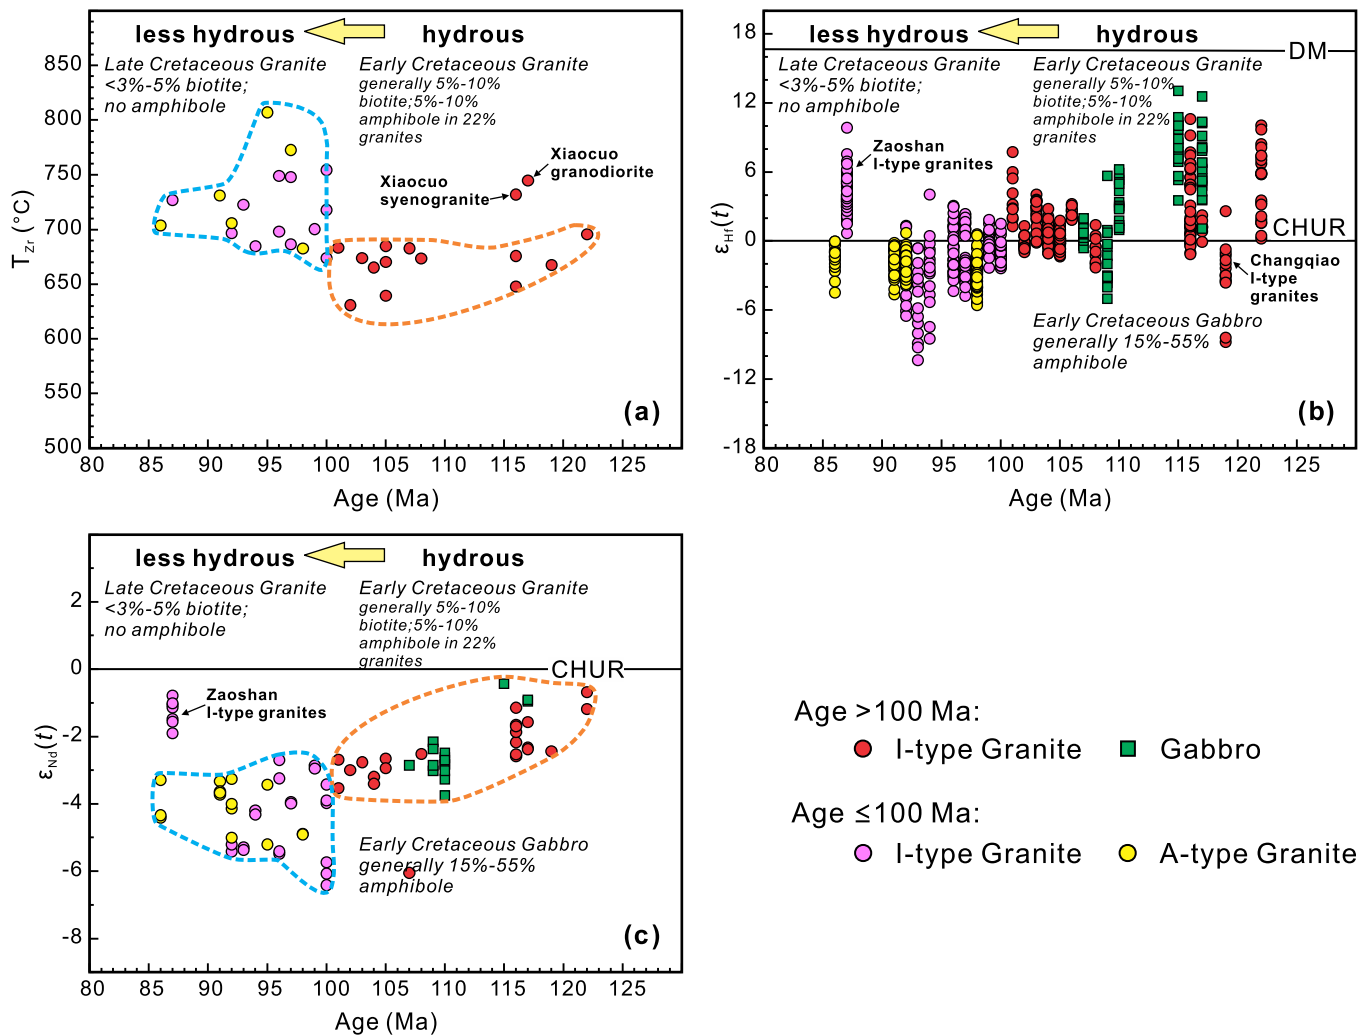 less hydrous
hydrous
Late Cretaceous Granite
<3%-5% biotite;
no amphibole
Early Cretaceous Granite
generally 5%-10%
biotite;5%-10%
amphibole in 22%
granites
Xiaocuo
granodiorite
Xiaocuo
syenogranite
850
800
750
700
650
600
550
500
T_Zr (°C)
(a)
80 85 90 95 100 105 110 115 120 125
Age (Ma)
less hydrous
hydrous
DM
Late Cretaceous Granite
<3%-5% biotite;
no amphibole
Early Cretaceous Granite
generally 5%-10%
biotite;5%-10%
amphibole in 22%
granites
Zaoshan
I-type granites
CHUR
Changqiao
I-type
granites
Early Cretaceous Gabbro
generally 15%-55%
amphibole
18
12
6
0
-6
-12
-18
ε_Hf(t)
(b)
80 85 90 95 100 105 110 115 120 125
Age (Ma)
less hydrous
hydrous
Late Cretaceous Granite
<3%-5% biotite;
no amphibole
Early Cretaceous Granite
generally 5%-10%
biotite;5%-10%
amphibole in 22%
granites
CHUR
Zaoshan
I-type granites
Early Cretaceous Gabbro
generally 15%-55%
amphibole
2
0
-2
-4
-6
-8
ε_Nd(t)
(c)
80 85 90 95 100 105 110 115 120 125
Age (Ma)
Age >100 Ma:
I-type Granite
Gabbro
Age ≤100 Ma:
I-type Granite
A-type Granite